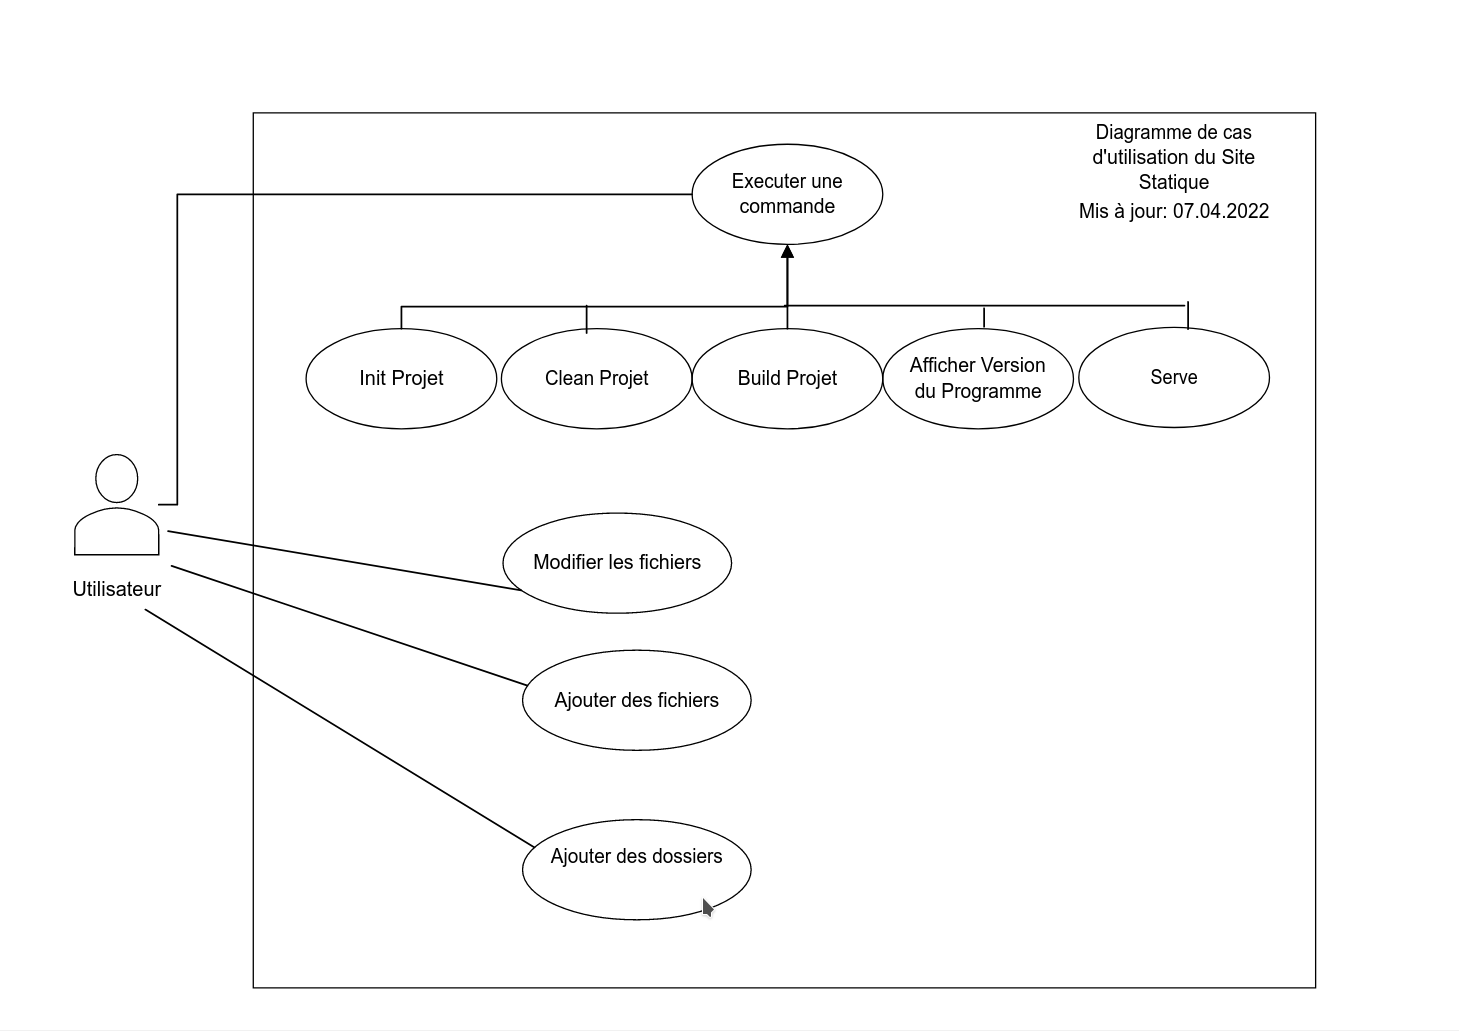 Diagramme de cas
d'utilisation du Site
Statique
Mis à jour: 07.04.2022
Executer une
commande
Init Projet
Clean Projet
Build Projet
Afficher Version
du Programme
Serve
Utilisateur
Modifier les fichiers
Ajouter des fichiers
Ajouter des dossiers